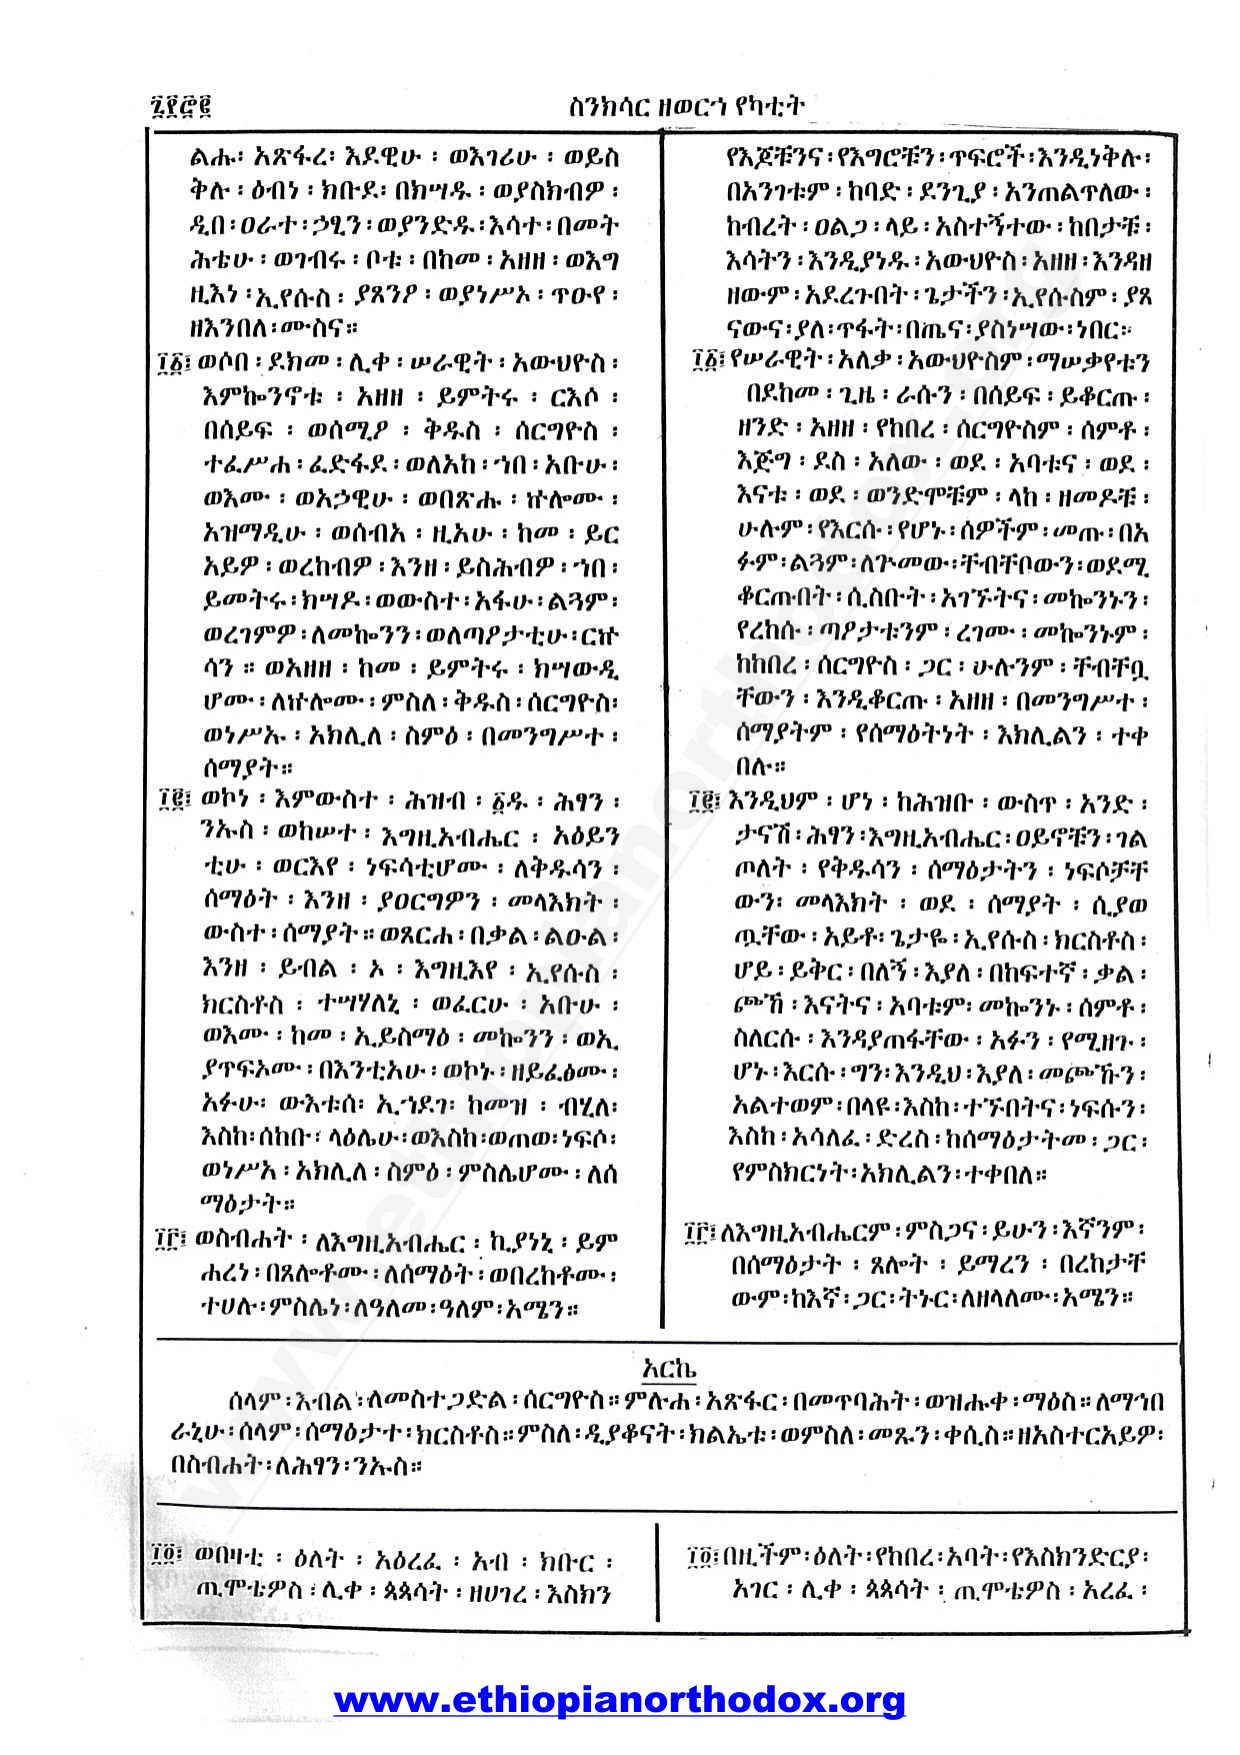 ፯፻፳፪ ስንክሳር ዘወርኀ የካቲት
ልሑ፡ አጽፋረ፡ እደዊሁ ፡ ወእገሪሁ ፡ ወይስ
ቅሉ ፡ ዕብነ ፡ ክቡደ፡ በክሣዱ ፡ ወያስክብዎ ፡
ዲበ ፡ ዐራተ ፡ ኃፂን ፡ ወያንድዱ ፡ እሳተ ፡ በመት
ሕቴሁ ፡ ወገብሩ ፡ ቦቱ ፡ በከመ ፡ አዘዘ ፡ ወእግ
ዚእነ ፡ ኢየሱስ ፡ ያጸንዖ ፡ ወያነሥኦ ፡ ጥዑየ ፡
ዘእንበለ ፡ ሙስና።
፲፩፤ ወሶበ ፡ ደክመ ፡ ሊቀ ፡ ሠራዊት ፡ አውህዮስ ፡
እምኰንኖቱ ፡ አዘዘ ፡ ይምትሩ ፡ ርእሶ ፡
በሰይፍ ፡ ወሰሚዖ ፡ ቅዱስ ፡ ሰርግዮስ ፡
ተፈሥሐ ፡ ፈድፋደ ፡ ወለአከ ፡ ኀበ ፡ አቡሁ ፡
ወእሙ ፡ ወአኃዊሁ ፡ ወበጽሑ ፡ ኵሎሙ ፡
አዝማዲሁ ፡ ወሰብአ ፡ ዚአሁ ፡ ከመ ፡ ይር
አይዎ ፡ ወረከብዎ ፡ እንዘ ፡ ይስሕብዎ ፡ ኀበ ፡
ይመትሩ ፡ ክሣዶ ፡ ወውስተ ፡ አፋሁ ፡ ልጓም ፡
ወረገምዎ ፡ ለመኰንን ፡ ወለጣዖታቲሁ ፡ ርኵ
ሳን ። ወአዘዘ ፡ ከመ ፡ ይምትሩ ፡ ክሣውዲ
ሆሙ ፡ ለኵሎሙ ፡ ምስለ ፡ ቅዱስ ፡ ሰርግዮስ፡
ወነሥኡ ፡ አክሊለ ፡ ስምዕ ፡ በመንግሥተ ፡
ሰማያት።
፲፪፤ ወኮነ ፡ እምውስተ ፡ ሕዝብ ፡ ፩ዱ ፡ ሕፃን ፡
ንኡስ ፡ ወከሠተ ፡ እግዚአብሔር ፡ አዕይን
ቲሁ ፡ ወርእየ ፡ ነፍሳቲሆሙ ፡ ለቅዱሳን ፡
ሰማዕት ፡ እንዘ ፡ ያዐርግዎን ፡ መላእክት ፡
ውስተ ፡ ሰማያት። ወጸርሐ ፡ በቃል ፡ ልዑል ፡
እንዘ ፡ ይብል ፡ ኦ ፡ እግዚእየ ፡ ኢየሱስ ፡
ክርስቶስ ፡ ተሣሃለኒ ፡ ወፈርሁ ፡ አቡሁ ፡
ወእሙ ፡ ከመ ፡ ኢይስማዕ ፡ መኰንን ፡ ወኢ
ያጥፍኦሙ ፡ በእንቲአሁ ፡ ወኮኑ ፡ ዘይፈፅሙ ፡
አፉሁ፡ ውእቱሰ፡ ኢኀደገ፡ ከመዝ ፡ ብሂለ፡
እስከ፡ ሰከቡ፡ ላዕሌሁ፡ ወእስከ፡ ወጠወ፡ ነፍሶ፡
ወነሥአ ፡ አክሊለ ፡ ስምዕ ፡ ምስሌሆሙ ፡ ለሰ
ማዕታት።
፲፫፤ ወስብሐት ፡ ለእግዚአብሔር ፡ ኪያነኒ ፡ ይም
ሐረነ ፡ በጸሎቶሙ ፡ ለሰማዕት ፡ ወበረከቶሙ ፡
ተሀሉ ፡ ምስሌነ ፡ ለዓለመ ፡ ዓለም ፡ አሜን።
የእጆቹንና ፡ የእግሮቹን ፡ ጥፍሮች ፡ እንዲነቅሉ ፡
በአንገቱም ፡ ከባድ ፡ ደንጊያ ፡ አንጠልጥለው ፡
ከብረት ፡ ዐልጋ ፡ ላይ ፡ አስተኝተው ፡ ከበታቹ ፡
እሳትን ፡ እንዲያነዱ ፡ አውህዮስ ፡ አዘዘ ፡ እንዳዘ
ዘውም ፡ አደረጉበት ፡ ጌታችን ፡ ኢየሱስም ፡ ያጸ
ናውና ፡ ያለ ፡ ጥፋት ፡ በጤና ፡ ያስነሣው ፡ ነበር።
፲፩፤ የሠራዊት ፡ አለቃ ፡ አውህዮስም ፡ ማሠቃየቱን
በደከመ ፡ ጊዜ ፡ ራሱን ፡ በሰይፍ ፡ ይቆርጡ ፡
ዘንድ ፡ አዘዘ ፡ የከበረ ፡ ሰርግዮስም ፡ ሰምቶ ፡
እጅግ ፡ ደስ ፡ አለው ፡ ወደ ፡ አባቱና ፡ ወደ ፡
እናቱ ፡ ወደ ፡ ወንድሞቹም ፡ ላከ ፡ ዘመዶቹ ፡
ሁሉም ፡ የእርሱ ፡ የሆኑ ፡ ሰዎችም ፡ መጡ ፡ በአ
ፉም ፡ ልጓም ፡ ለጕመው ፡ ቸብቸቦውን ፡ ወደሚ
ቆርጡበት ፡ ሲስቡት ፡ አገኙትና ፡ መኰንኑን ፡
የረከሱ ፡ ጣዖታቱንም ፡ ረገሙ ፡ መኰንኑም ፡
ከከበረ ፡ ሰርግዮስ ፡ ጋር ፡ ሁሉንም ፡ ቸብቸቧ
ቸውን ፡ እንዲቆርጡ ፡ አዘዘ ፡ በመንግሥተ ፡
ሰማያትም ፡ የሰማዕትነት ፡ እክሊልን ፡ ተቀ
በሉ።
፲፪፤ እንዲህም ፡ ሆነ ፡ ከሕዝቡ ፡ ውስጥ ፡ አንድ ፡
ታናሽ ፡ ሕፃን ፡ እግዚአብሔር ፡ ዐይኖቹን ፡ ገል
ጦለት ፡ የቅዱሳን ፡ ሰማዕታትን ፡ ነፍሶቻቸ
ውን፡ መላእክት ፡ ወደ ፡ ሰማያት ፡ ሲያወ
ጧቸው ፡ አይቶ፡ ጌታዬ ፡ ኢየሱስ ፡ ክርስቶስ ፡
ሆይ ፡ ይቅር ፡ በለኝ ፡ እያለ ፡ በከፍተኛ ፡ ቃል ፡
ጮኸ ፡ እናትና ፡ አባቱም፡ መኰንኑ ፡ ሰምቶ ፡
ስለርሱ ፡ እንዳያጠፋቸው ፡ አፉን ፡ የሚዘጉ ፡
ሆኑ ፡ እርሱ ፡ ግን፡ እንዲህ ፡ እያለ ፡ መጮኹን ፡
አልተወም ፡ በላዩ ፡ እስከ ፡ ተኙበትና ፡ ነፍሱን ፡
እስከ ፡ አሳለፈ ፡ ድረስ ፡ ከሰማዕታትመ ፡ ጋር ፡
የምስክርነት ፡ አክሊልን ፡ ተቀበለ።
፲፫፤ ለእግዚአብሔርም ፡ ምስጋና ፡ ይሁን ፡ እኛንም ፡
በሰማዕታት ፡ ጸሎት ፡ ይማረን ፡ በረከታቸ
ውም ፡ ከእኛ ፡ ጋር ፡ ትኑር ፡ ለዘላለሙ ፡ አሜን።
አርኬ
ሰላም ፡ እብል ፡ ለመስተጋድል ፡ ሰርግዮስ። ምሉሐ ፡ አጽፋር ፡ በመጥባሕት ፡ ወዝሑቀ ፡ ማዕስ። ለማኅበ
ራኒሁ ፡ ሰላም ፡ ሰማዕታተ ፡ ክርስቶስ። ምስለ ፡ ዲያቆናት ፡ ክልኤቱ ፡ ወምስለ ፡ መጹን ፡ ቀሲስ። ዘአስተርአይዎ ፡
በስብሐት ፡ ለሕፃን ፡ ንኡስ።
፲፬፤ ወበዛቲ ፡ ዕለት ፡ አዕረፈ ፡ አብ ፡ ክቡር ፡
ጢሞቴዎስ ፡ ሊቀ ፡ ጳጳሳት ፡ ዘሀገረ ፡ እስክን
፲፬፤ በዚችም ፡ ዕለት ፡ የከበረ ፡ አባት ፡ የእስክንድርያ ፡
አገር ፡ ሊቀ ፡ ጳጳሳት ፡ ጢሞቴዎስ ፡ አረፈ ፡
www.ethiopianorthodox.org